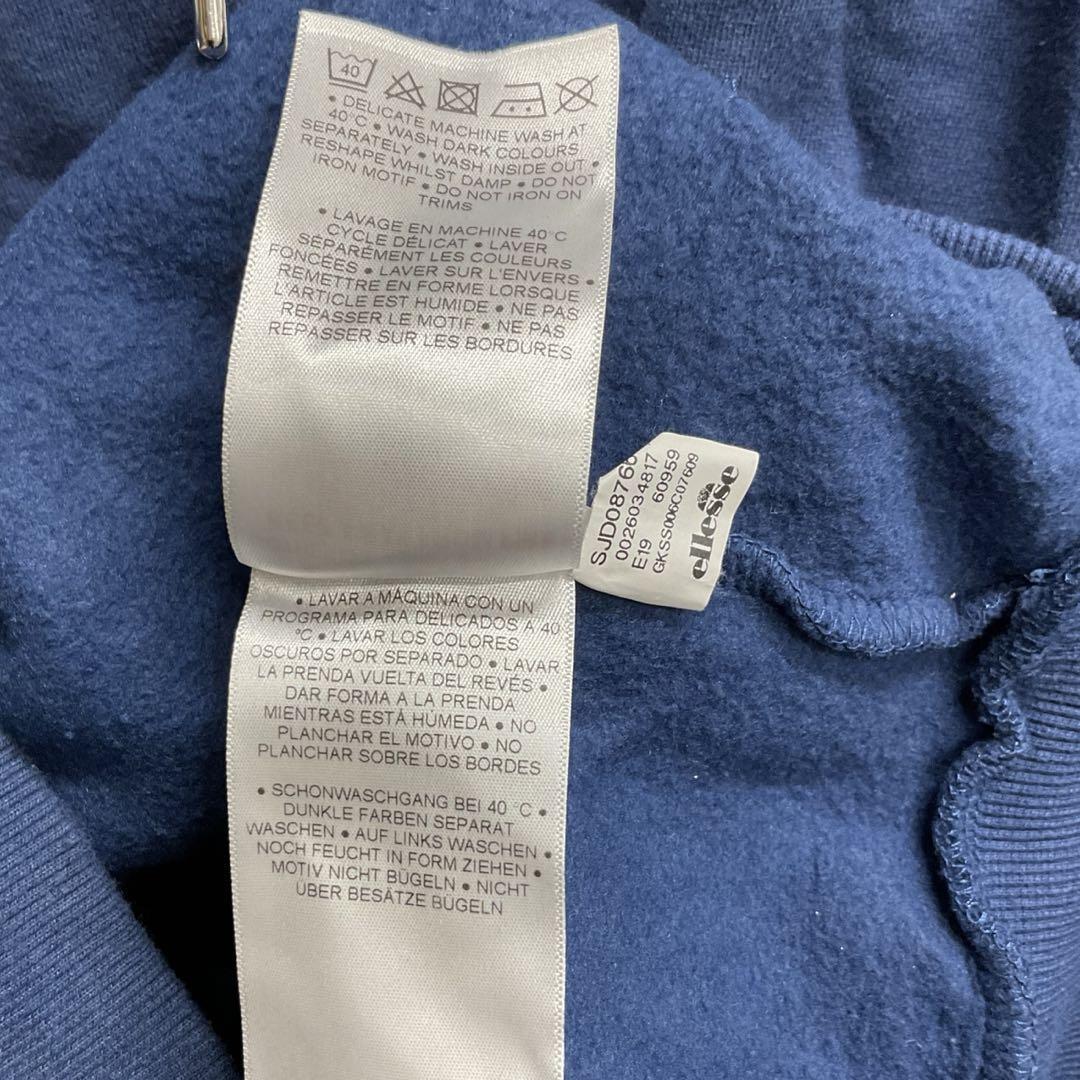 40
• DELICATE MACHINE WASH AT
40°C • WASH DARK COLOURS
SEPARATELY • WASH INSIDE OUT •
RESHAPE WHILST DAMP • DO NOT
IRON MOTIF • DO NOT IRON ON
TRIMS
• LAVAGE EN MACHINE 40°C
CYCLE DÉLICAT • LAVER
SÉPARÉMENT LES COULEURS
FONCÉES • LAVER SUR L'ENVERS •
REMETTRE EN FORME LORSQUE
L'ARTICLE EST HUMIDE • NE PAS
REPASSER LE MOTIF • NE PAS
REPASSER SUR LES BORDURES
SJD08766
0026034817
E19 60959
GKSS006C07609
ellesse
• LAVAR A MÁQUINA CON UN
PROGRAMA PARA DELICADOS A 40
°C • LAVAR LOS COLORES
OSCUROS POR SEPARADO • LAVAR
LA PRENDA VUELTA DEL REVÉS •
DAR FORMA A LA PRENDA
MIENTRAS ESTÁ HÚMEDA • NO
PLANCHAR EL MOTIVO • NO
PLANCHAR SOBRE LOS BORDES
• SCHONWASCHGANG BEI 40 °C •
DUNKLE FARBEN SEPARAT
WASCHEN • AUF LINKS WASCHEN •
NOCH FEUCHT IN FORM ZIEHEN •
MOTIV NICHT BÜGELN • NICHT
ÜBER BESÄTZE BÜGELN